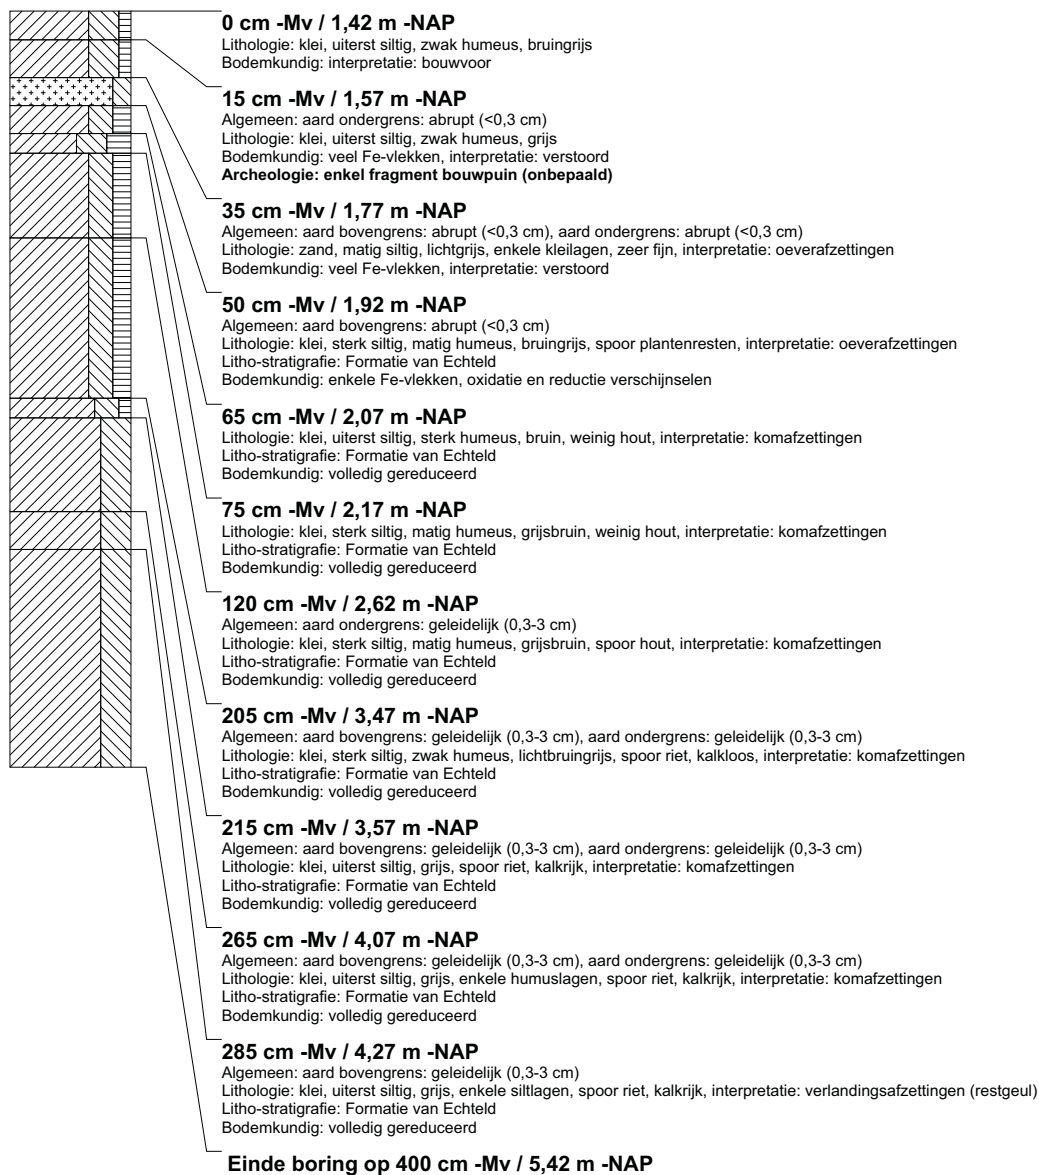 0 cm -Mv / 1,42 m -NAP
Lithologie: klei, uiterst siltig, zwak humeus, bruingrijs
Bodemkundig: interpretatie: bouwvoor
15 cm -Mv / 1,57 m -NAP
Algemeen: aard ondergrens: abrupt (<0,3 cm)
Lithologie: klei, uiterst siltig, zwak humeus, grijs
Bodemkundig: veel Fe-vlekken, interpretatie: verstoord
Archeologie: enkel fragment bouwpuin (onbepaald)
35 cm -Mv / 1,77 m -NAP
Algemeen: aard bovengrens: abrupt (<0,3 cm), aard ondergrens: abrupt (<0,3 cm)
Lithologie: zand, matig siltig, lichtgrijs, enkele kleilagen, zeer fijn, interpretatie: oeverafzettingen
Bodemkundig: veel Fe-vlekken, interpretatie: verstoord
50 cm -Mv / 1,92 m -NAP
Algemeen: aard bovengrens: abrupt (<0,3 cm)
Lithologie: klei, sterk siltig, matig humeus, bruingrijs, spoor plantenresten, interpretatie: oeverafzettingen
Litho-stratigrafie: Formatie van Echteld
Bodemkundig: enkele Fe-vlekken, oxidatie en reductie verschijnselen
65 cm -Mv / 2,07 m -NAP
Lithologie: klei, uiterst siltig, sterk humeus, bruin, weinig hout, interpretatie: komafzettingen
Litho-stratigrafie: Formatie van Echteld
Bodemkundig: volledig gereduceerd
75 cm -Mv / 2,17 m -NAP
Lithologie: klei, sterk siltig, matig humeus, grijsbruin, weinig hout, interpretatie: komafzettingen
Litho-stratigrafie: Formatie van Echteld
Bodemkundig: volledig gereduceerd
120 cm -Mv / 2,62 m -NAP
Algemeen: aard ondergrens: geleidelijk (0,3-3 cm)
Lithologie: klei, sterk siltig, matig humeus, grijsbruin, spoor hout, interpretatie: komafzettingen
Litho-stratigrafie: Formatie van Echteld
Bodemkundig: volledig gereduceerd
205 cm -Mv / 3,47 m -NAP
Algemeen: aard bovengrens: geleidelijk (0,3-3 cm), aard ondergrens: geleidelijk (0,3-3 cm)
Lithologie: klei, sterk siltig, zwak humeus, lichtbruingrijs, spoor riet, kalkloos, interpretatie: komafzettingen
Litho-stratigrafie: Formatie van Echteld
Bodemkundig: volledig gereduceerd
215 cm -Mv / 3,57 m -NAP
Algemeen: aard bovengrens: geleidelijk (0,3-3 cm), aard ondergrens: geleidelijk (0,3-3 cm)
Lithologie: klei, uiterst siltig, grijs, spoor riet, kalkrijk, interpretatie: komafzettingen
Litho-stratigrafie: Formatie van Echteld
Bodemkundig: volledig gereduceerd
265 cm -Mv / 4,07 m -NAP
Algemeen: aard bovengrens: geleidelijk (0,3-3 cm), aard ondergrens: geleidelijk (0,3-3 cm)
Lithologie: klei, uiterst siltig, grijs, enkele humuslagen, spoor riet, kalkrijk, interpretatie: komafzettingen
Litho-stratigrafie: Formatie van Echteld
Bodemkundig: volledig gereduceerd
285 cm -Mv / 4,27 m -NAP
Algemeen: aard bovengrens: geleidelijk (0,3-3 cm)
Lithologie: klei, uiterst siltig, grijs, enkele siltlagen, spoor riet, kalkrijk, interpretatie: verlandingsafzettingen (restgeul)
Litho-stratigrafie: Formatie van Echteld
Bodemkundig: volledig gereduceerd
Einde boring op 400 cm -Mv / 5,42 m -NAP